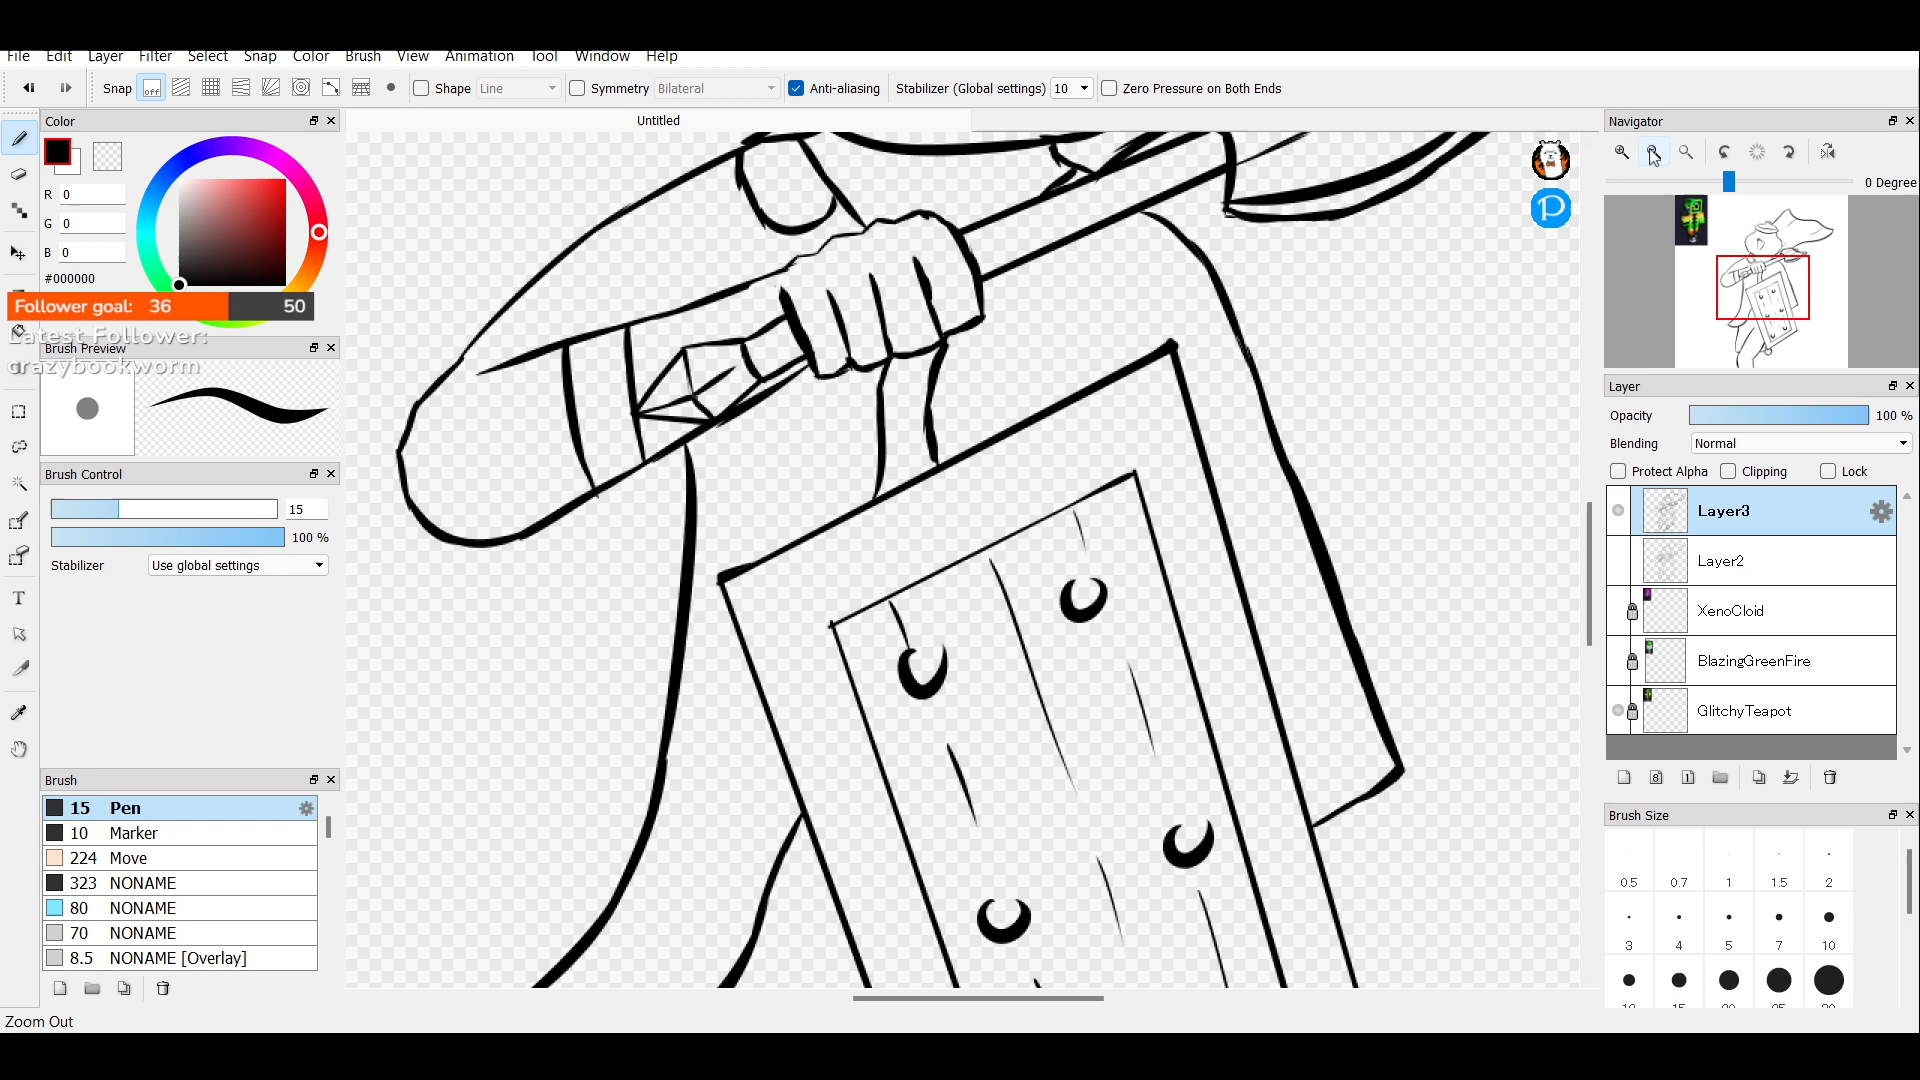 File Edit Layer Filter Select Snap Color Brush View Animation Tool Window Help
Snap off Shape Line Symmetry Bilateral Anti-aliasing Stabilizer (Global settings) 10 Zero Pressure on Both Ends
Color
Untitled
Navigator
0 Degree
R 0
G 0
B 0
#000000
Follower goal: 36 50
Latest Follower:
crazybookworm
Brush Preview
Brush Control
15
100 %
Stabilizer Use global settings
Brush
15 Pen
10 Marker
224 Move
323 NONAME
80 NONAME
70 NONAME
8.5 NONAME [Overlay]
Zoom Out
Layer
Opacity 100 %
Blending Normal
Protect Alpha Clipping Lock
Layer3
Layer2
XenoCloid
BlazingGreenFire
GlitchyTeapot
Brush Size
0.5 0.7 1 1.5 2
3 4 5 7 10